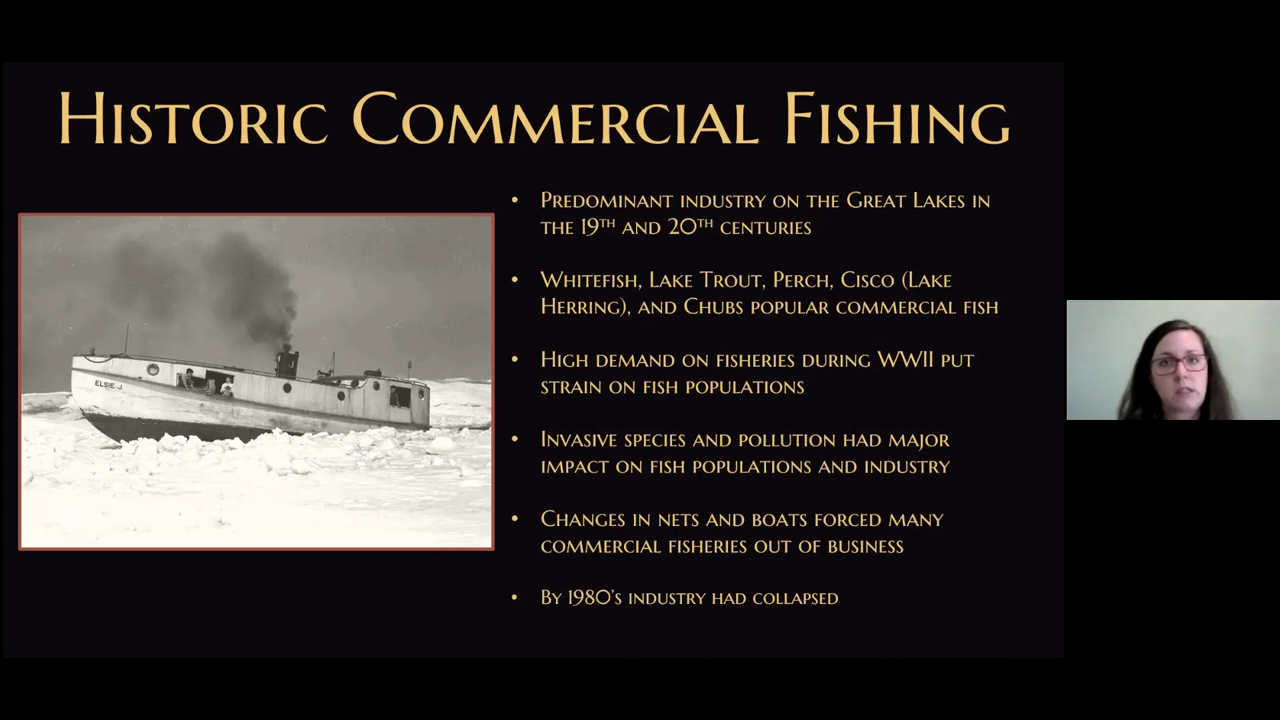 Historic Commercial Fishing
• Predominant industry on the Great Lakes in
the 19th and 20th centuries
• Whitefish, Lake Trout, Perch, Cisco (Lake
Herring), and Chubs popular commercial fish
• High demand on fisheries during WWII put
strain on fish populations
• Invasive species and pollution had major
impact on fish populations and industry
• Changes in nets and boats forced many
commercial fisheries out of business
• By 1980's industry had collapsed
ELSIE J.